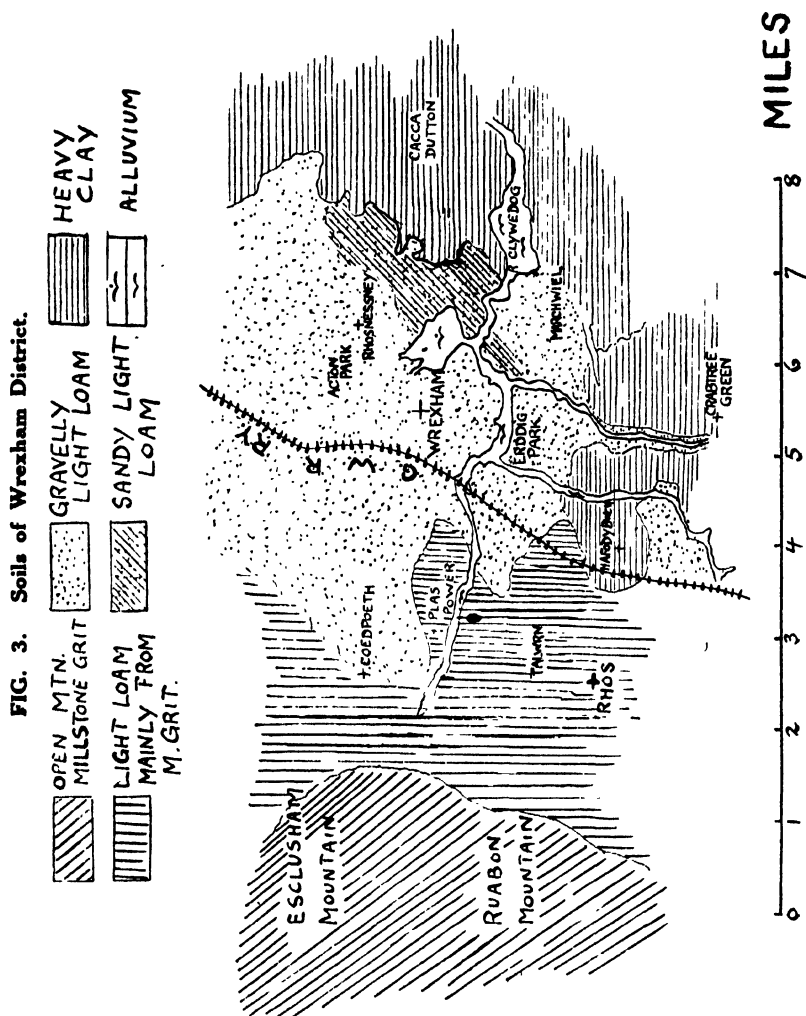 FIG. 3. Soils of Wrexham District.
OPEN MTN.
MILLSTONE GRIT
GRAVELLY
LIGHT LOAM
HEAVY
CLAY
LIGHT LOAM
MAINLY FROM
M. GRIT.
SANDY LIGHT
LOAM
ALLUVIUM
ESCLUSHAM
MOUNTAIN
RUABON
MOUNTAIN
COEDPOETH
PLAS
POWER
TALWRN
RHOS
G W R RY
ACTON
PARK
RHOSNESSNEY
WREXHAM
ERDDIG
PARK
CACCA
DUTTON
CLYWEDOG
MARCHWIEL
CRABTREE
GREEN
0 1 2 3 4 5 6 7 8
MILES